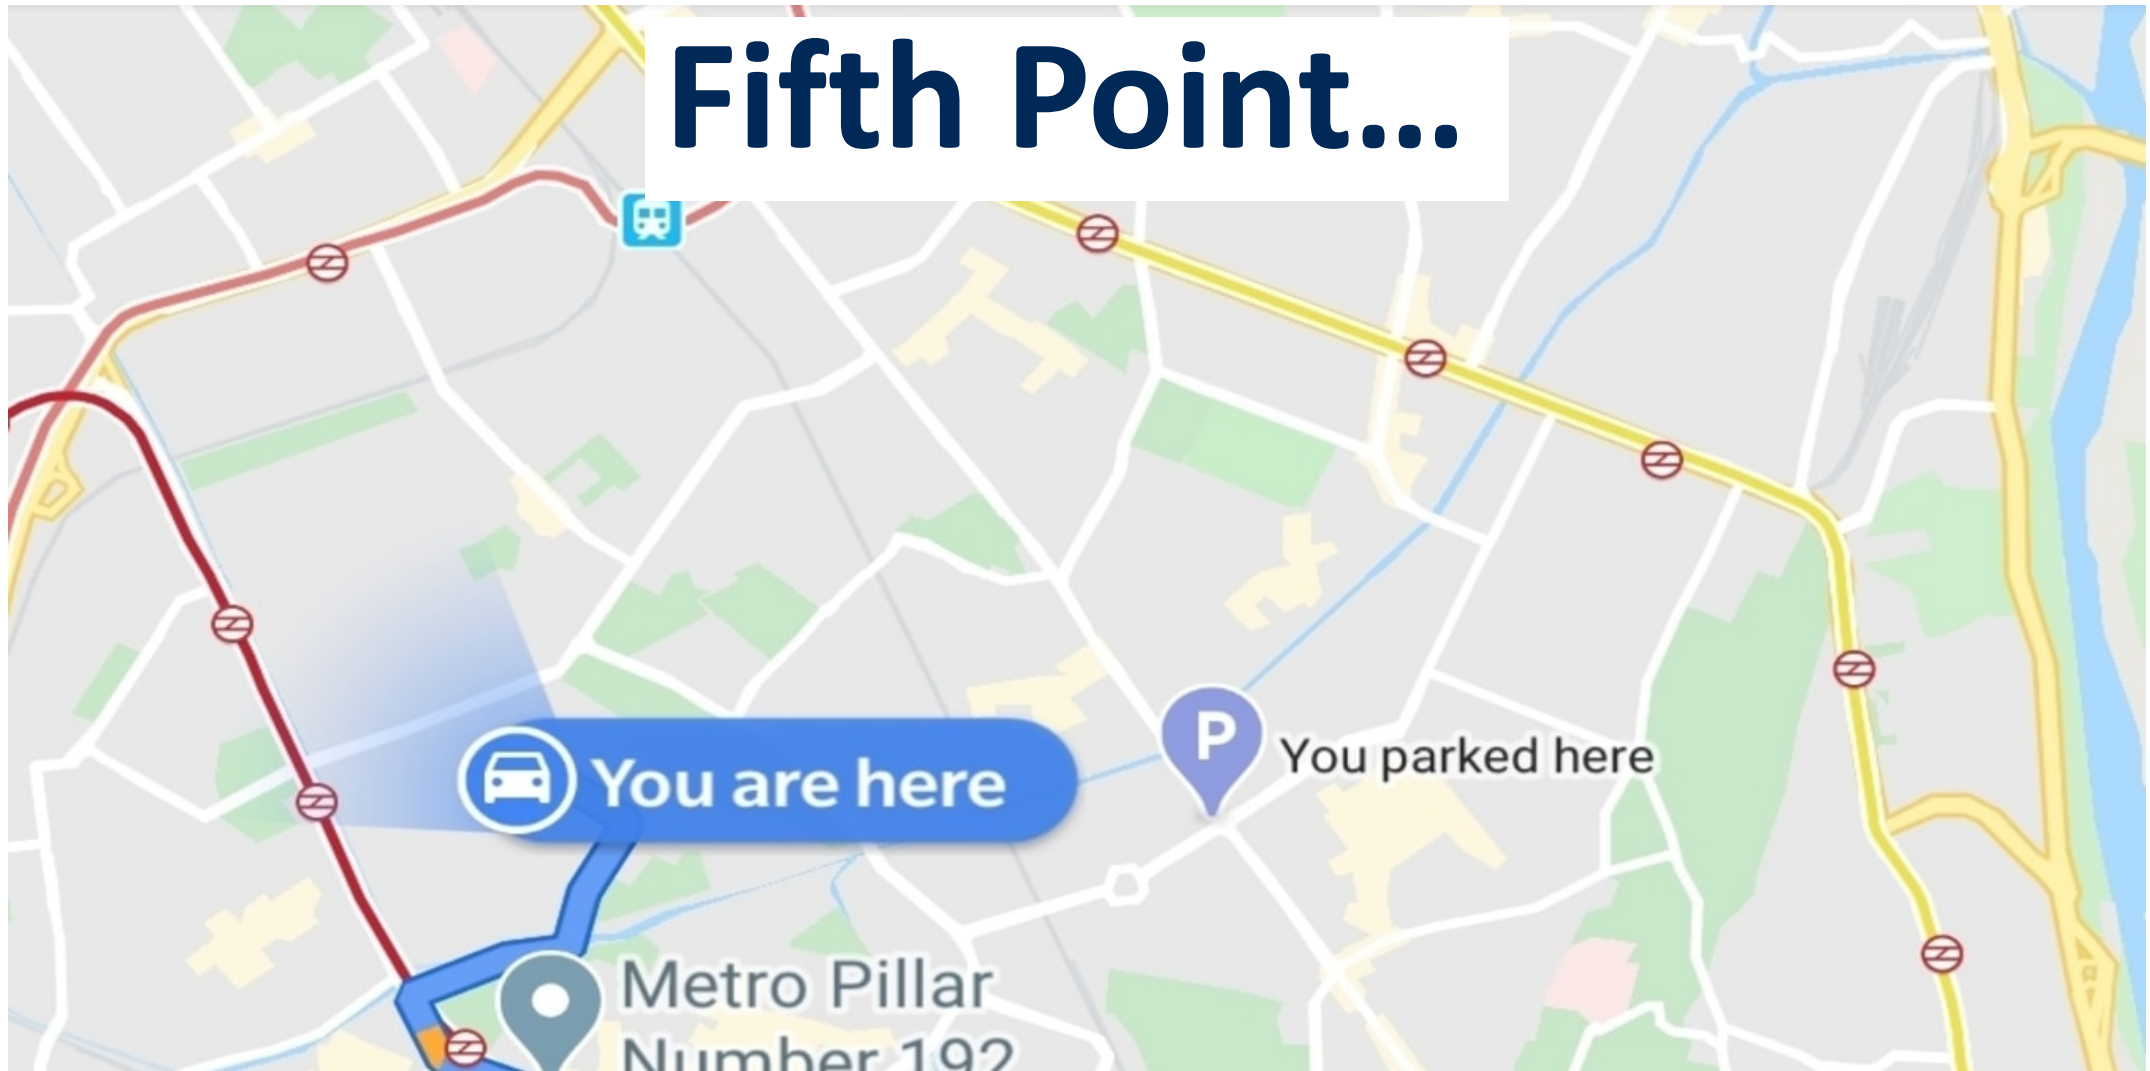 Fifth Point...
P
You parked here
You are here
Metro Pillar
Number 192